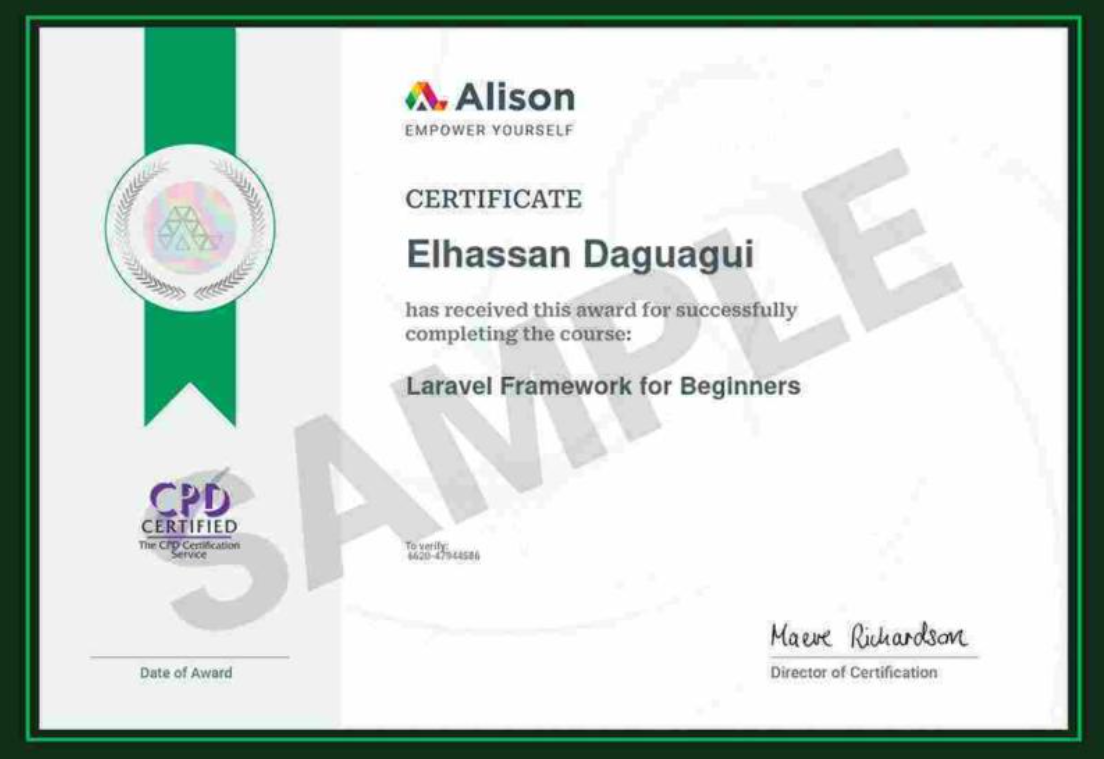 Alison
EMPOWER YOURSELF
CERTIFICATE
Elhassan Daguagui
has received this award for successfully
completing the course:
Laravel Framework for Beginners
SAMPLE
CPD
CERTIFIED
The CPD Certification
Service
To verify:
6620-47944586
Maeve Richardson
Date of Award
Director of Certification